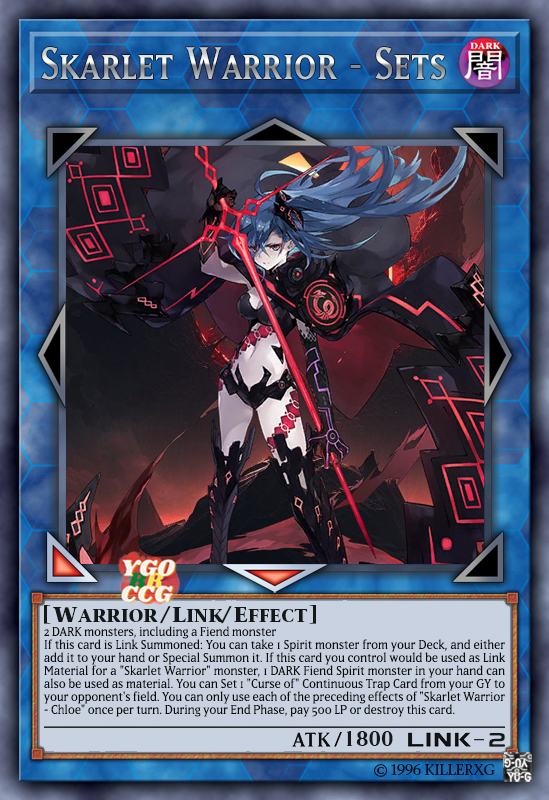 SKARLET WARRIOR - SETS
DARK
闇
YGO
BR
CCG
[WARRIOR/LINK/EFFECT]
2 DARK monsters, including a Fiend monster
If this card is Link Summoned: You can take 1 Spirit monster from your Deck, and either
add it to your hand or Special Summon it. If this card you control would be used as Link
Material for a "Skarlet Warrior" monster, 1 DARK Fiend Spirit monster in your hand can
also be used as material. You can Set 1 "Curse of" Continuous Trap Card from your GY to
your opponent's field. You can only use each of the preceding effects of "Skarlet Warrior
- Chloe" once per turn. During your End Phase, pay 500 LP or destroy this card.
ATK/1800 LINK-2
© 1996 KILLERXG
YU-G